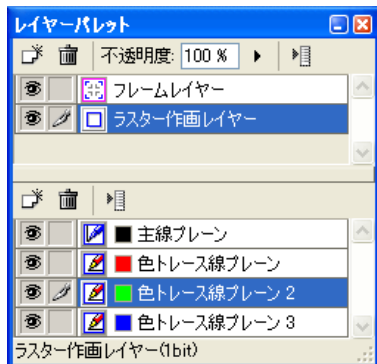 レイヤーパレット
不透明度: 100 %
フレームレイヤー
ラスター作画レイヤー
主線プレーン
色トレース線プレーン
色トレース線プレーン 2
色トレース線プレーン 3
ラスター作画レイヤー(1bit)